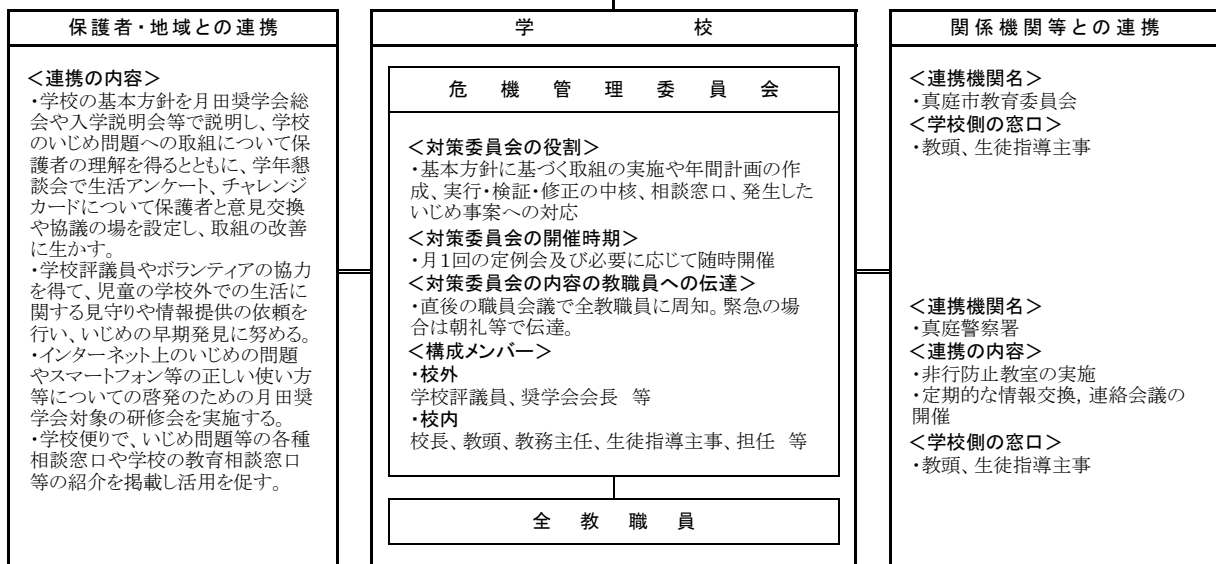 保護者・地域との連携
＜連携の内容＞
・学校の基本方針を月田奨学会総
会や入学説明会等で説明し、学校
のいじめ問題への取組について保
護者の理解を得るとともに、学年懇
談会で生活アンケート、チャレンジ
カードについて保護者と意見交換
や協議の場を設定し、取組の改善
に生かす。
・学校評議員やボランティアの協力
を得て、児童の学校外での生活に
関する見守りや情報提供の依頼を
行い、いじめの早期発見に努める。
・インターネット上のいじめの問題
やスマートフォン等の正しい使い方
等についての啓発のための月田奨
学会対象の研修会を実施する。
・学校便りで、いじめ問題等の各種
相談窓口や学校の教育相談窓口
等の紹介を掲載し活用を促す。
学校
危機管理委員会
＜対策委員会の役割＞
・基本方針に基づく取組の実施や年間計画の作
成、実行・検証・修正の中核、相談窓口、発生した
いじめ事案への対応
＜対策委員会の開催時期＞
・月１回の定例会及び必要に応じて随時開催
＜対策委員会の内容の教職員への伝達＞
・直後の職員会議で全教職員に周知。緊急の場
合は朝礼等で伝達。
＜構成メンバー＞
・校外
学校評議員、奨学会会長　等
・校内
校長、教頭、教務主任、生徒指導主事、担任　等
全教職員
関係機関等との連携
＜連携機関名＞
・真庭市教育委員会
＜学校側の窓口＞
・教頭、生徒指導主事
＜連携機関名＞
・真庭警察署
＜連携の内容＞
・非行防止教室の実施
・定期的な情報交換，連絡会議の
開催
＜学校側の窓口＞
・教頭、生徒指導主事